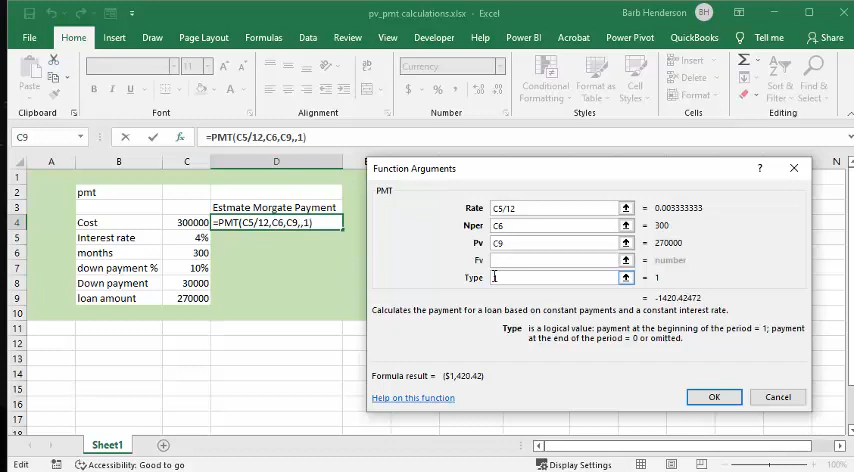 pv_pmt calculations.xlsx - Excel
Barb Henderson
BH
File Home Insert Draw Page Layout Formulas Data Review View Developer Help Power BI Acrobat Power Pivot QuickBooks Tell me Share
Paste
11
A A
B I U
A
ab
Currency
$ % 9
Conditional Formatting
Format as Table
Cell Styles
Insert
Delete
Format
Sort & Filter
Find & Select
Clipboard Font Alignment Number Styles Cells Editing
C9 fx =PMT(C5/12,C6,C9,,1)
A B C D E N
1
2 pmt
3 Estmate Morgate Payment
4 Cost 300000 =PMT(C5/12,C6,C9,,1)
5 Interest rate 4%
6 months 300
7 down payment % 10%
8 Down payment 30000
9 loan amount 270000
10
11
12
13
14
15
16
17
18
Function Arguments ?
PMT
Rate C5/12 = 0.003333333
Nper C6 = 300
Pv C9 = 270000
Fv = number
Type 1 = 1
= -1420.42472
Calculates the payment for a loan based on constant payments and a constant interest rate.
Type is a logical value: payment at the beginning of the period = 1; payment
at the end of the period = 0 or omitted.
Formula result = ($1,420.42)
Help on this function
OK Cancel
Sheet1
Edit Accessibility: Good to go Display Settings 100%